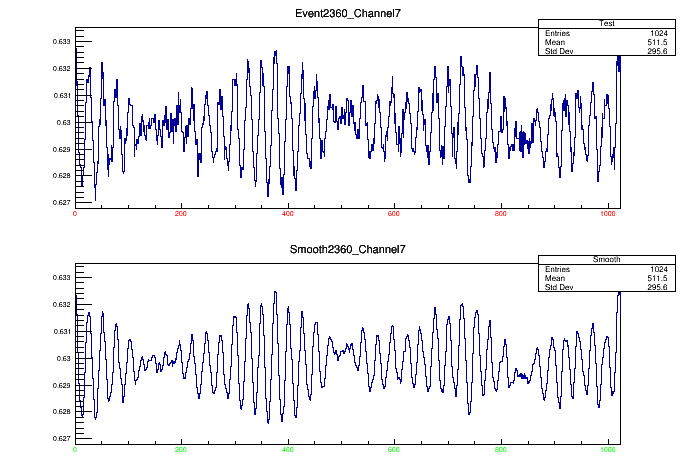 Event2360_Channel7
Test
Entries 1024
Mean 511.5
Std Dev 295.6
0.633
0.632
0.631
0.63
0.629
0.628
0.627
0 200 400 600 800 1000
Smooth2360_Channel7
Smooth
Entries 1024
Mean 511.5
Std Dev 295.6
0.633
0.632
0.631
0.63
0.629
0.628
0.627
0 200 400 600 800 1000